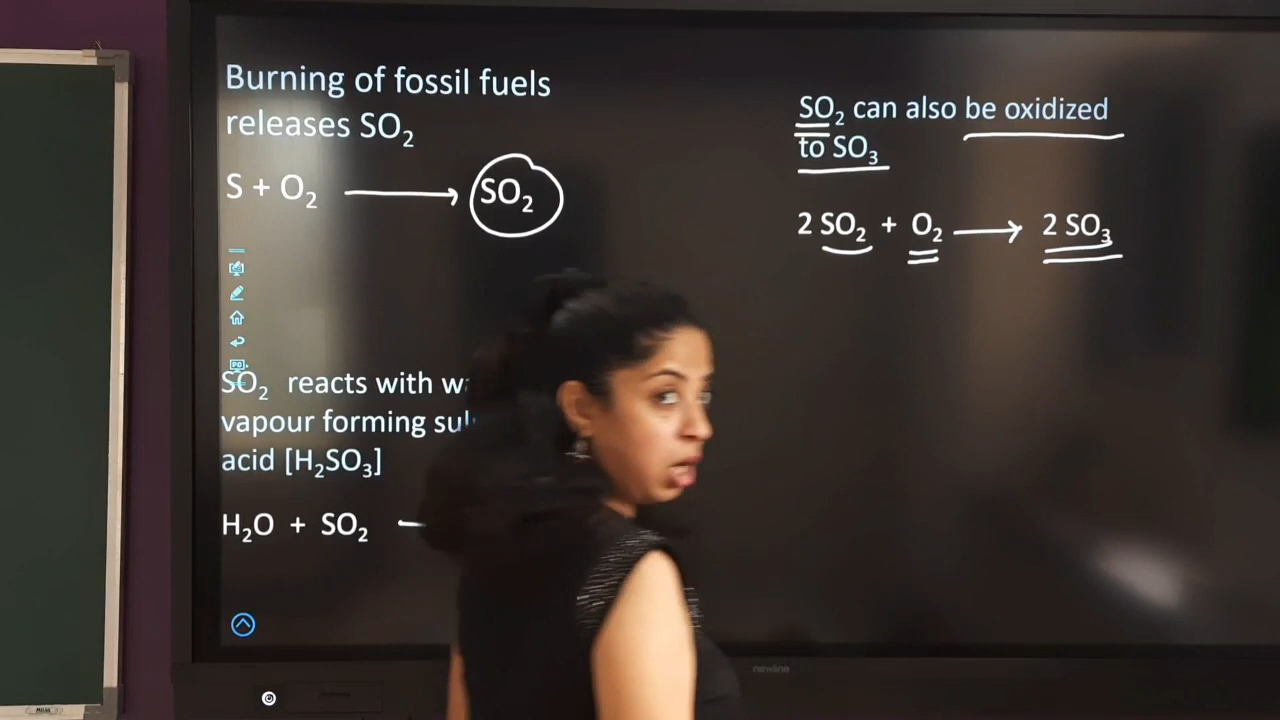 Burning of fossil fuels
releases SO₂
S + O₂ ⟶ SO₂
SO₂ reacts with
vapour forming
acid [H₂SO₃]
H₂O + SO₂
SO₂ can also be oxidized
to SO₃
2 SO₂ + O₂ ⟶ 2 SO₃
newline